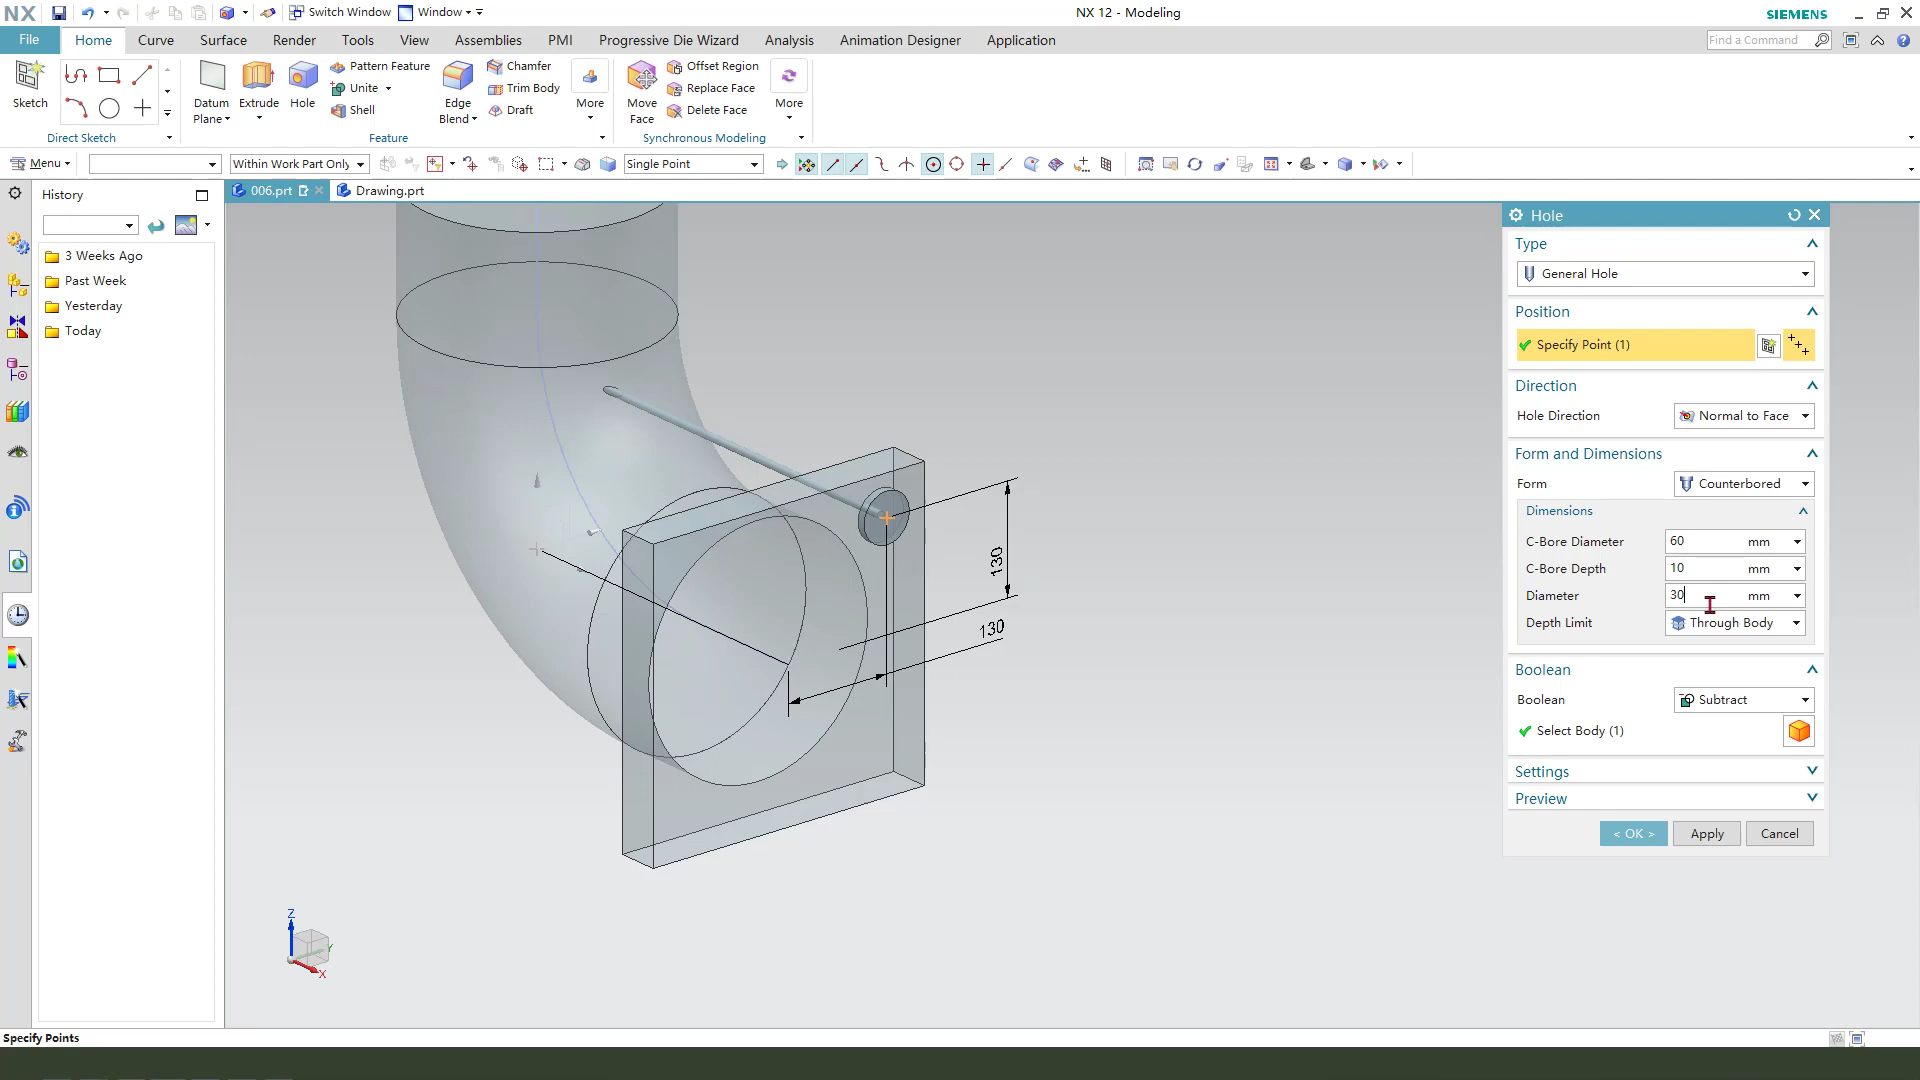 NX Switch Window Window NX 12 - Modeling SIEMENS
File Home Curve Surface Render Tools View Assemblies PMI Progressive Die Wizard Analysis Animation Designer Application Find a Command
Sketch Datum Plane Extrude Hole Pattern Feature Unite Shell Edge Blend Chamfer Trim Body Draft More Move Face Offset Region Replace Face Delete Face More
Direct Sketch Feature Synchronous Modeling
Menu Within Work Part Only Single Point
History 006.prt Drawing.prt
3 Weeks Ago
Past Week
Yesterday
Today
130
130
Z
Y
X
Hole
Type
General Hole
Position
Specify Point (1)
Direction
Hole Direction Normal to Face
Form and Dimensions
Form Counterbored
Dimensions
C-Bore Diameter 60 mm
C-Bore Depth 10 mm
Diameter 30 mm
Depth Limit Through Body
Boolean
Boolean Subtract
Select Body (1)
Settings
Preview
< OK > Apply Cancel
Specify Points